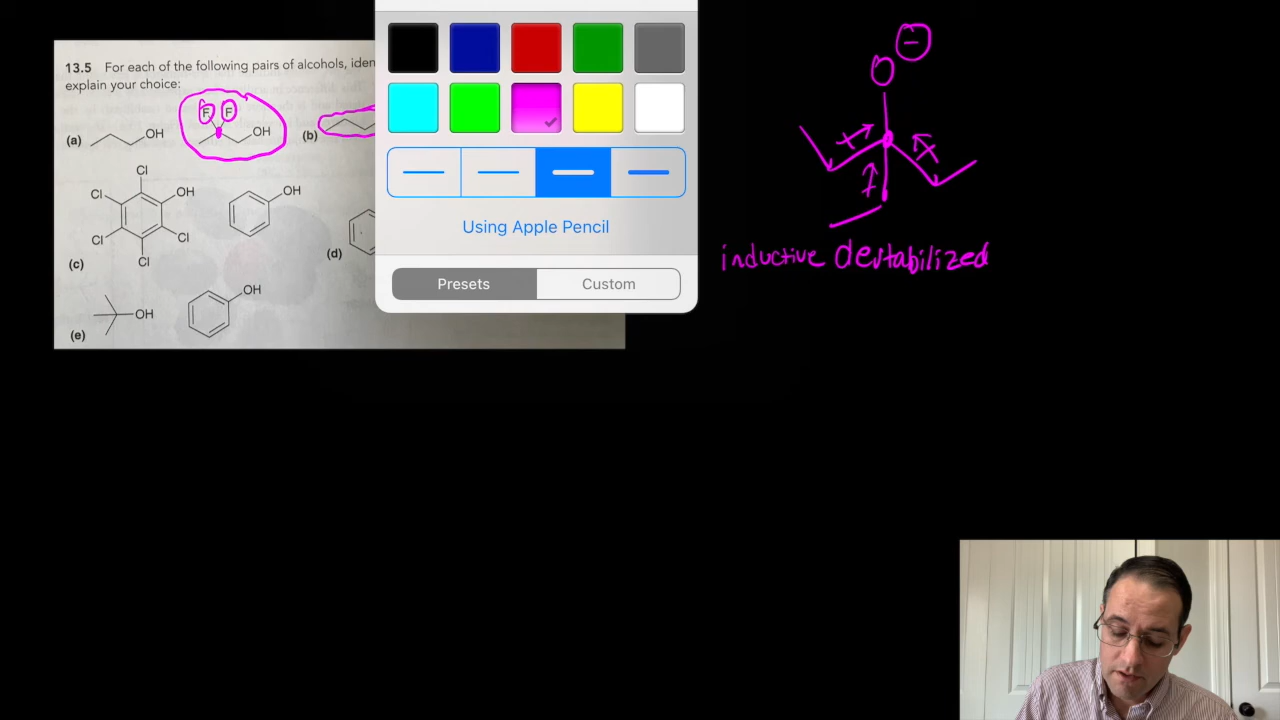 13.5 For each of the following pairs of alcohols, iden
explain your choice:
(a) OH F F OH (b)
Cl
Cl OH OH
Cl Cl
(c) Cl (d)
OH OH
(e)
O −
inductive destabilized
Using Apple Pencil
Presets Custom